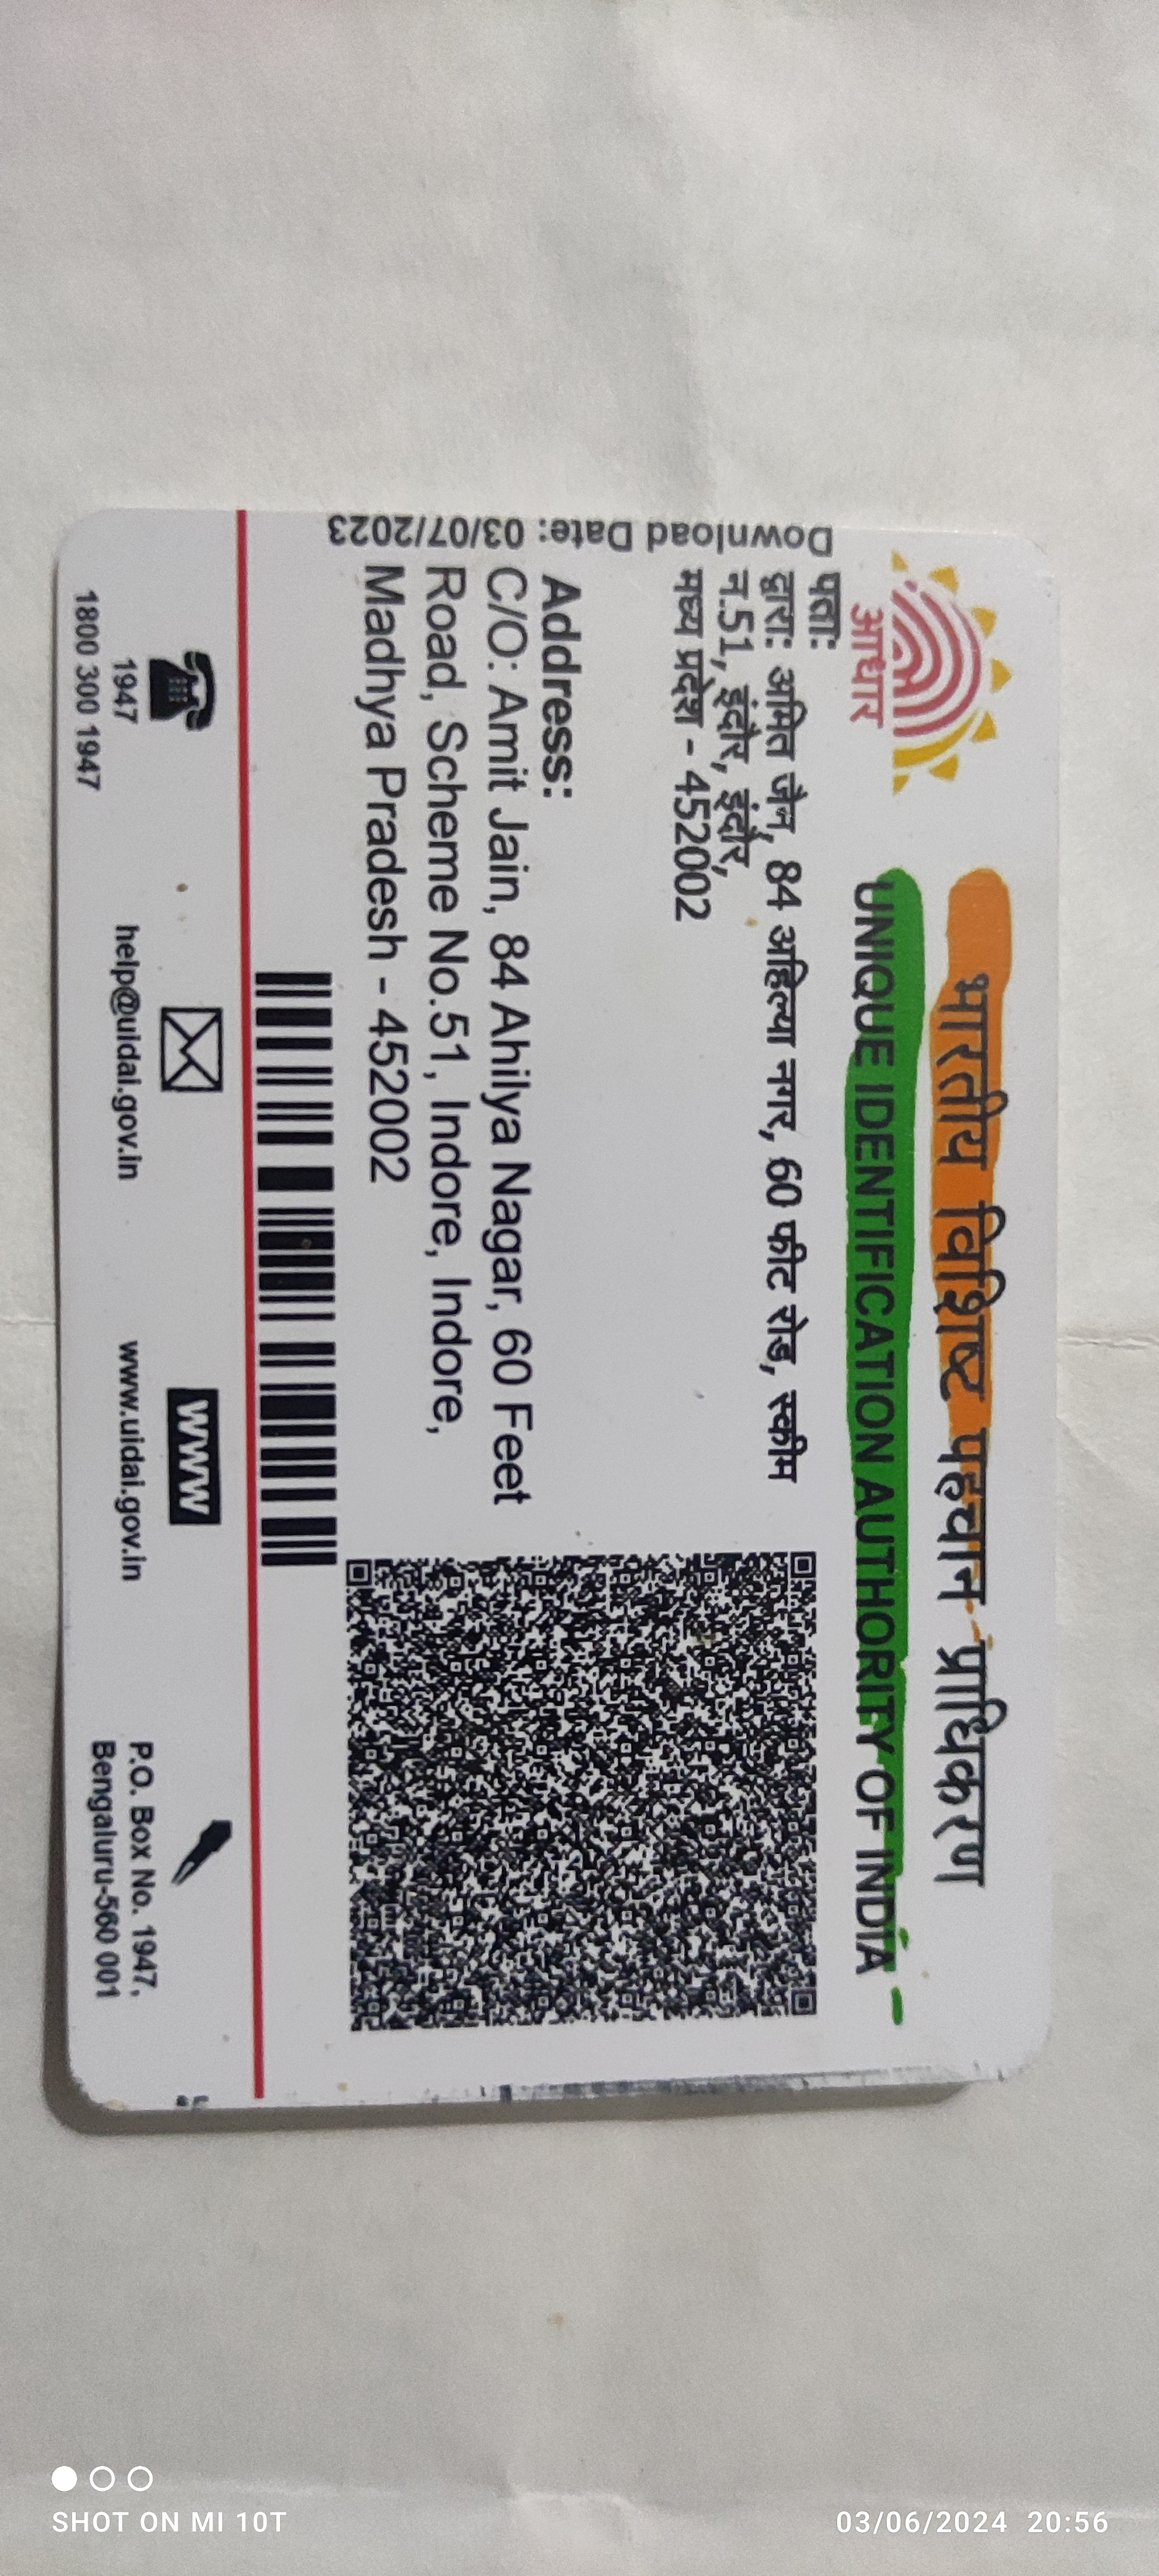 आधार
भारतीय विशिष्ट पहचान प्राधिकरण
UNIQUE IDENTIFICATION AUTHORITY OF INDIA
Download Date: 03/07/2023
पता:
द्वारा: अमित जैन, 84 अहिल्या नगर, 60 फीट रोड, स्कीम
न.51, इंदौर, इंदौर,
मध्य प्रदेश - 452002
Address:
C/O: Amit Jain, 84 Ahilya Nagar, 60 Feet
Road, Scheme No.51, Indore, Indore,
Madhya Pradesh - 452002
1947
1800 300 1947
help@uidai.gov.in
www
www.uidai.gov.in
P.O. Box No. 1947,
Bengaluru-560 001
SHOT ON MI 10T
03/06/2024 20:56